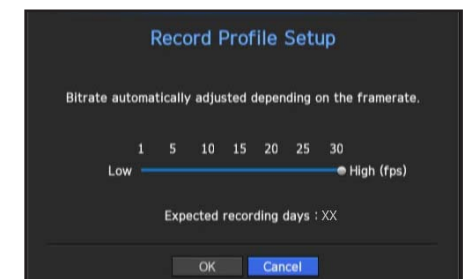 Record Profile Setup
Bitrate automatically adjusted depending on the framerate.
1 5 10 15 20 25 30
Low High (fps)
Expected recording days : XX
OK Cancel